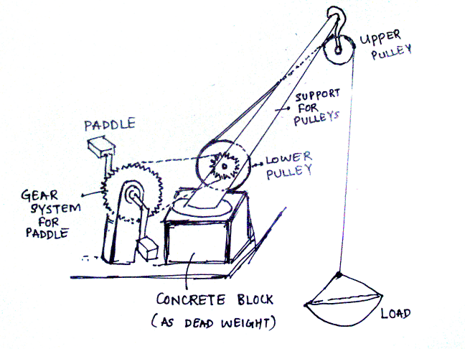 UPPER
PULLEY
SUPPORT
FOR
PULLEYS
PADDLE
LOWER
PULLEY
GEAR
SYSTEM
FOR
PADDLE
CONCRETE BLOCK
(AS DEAD WEIGHT)
LOAD